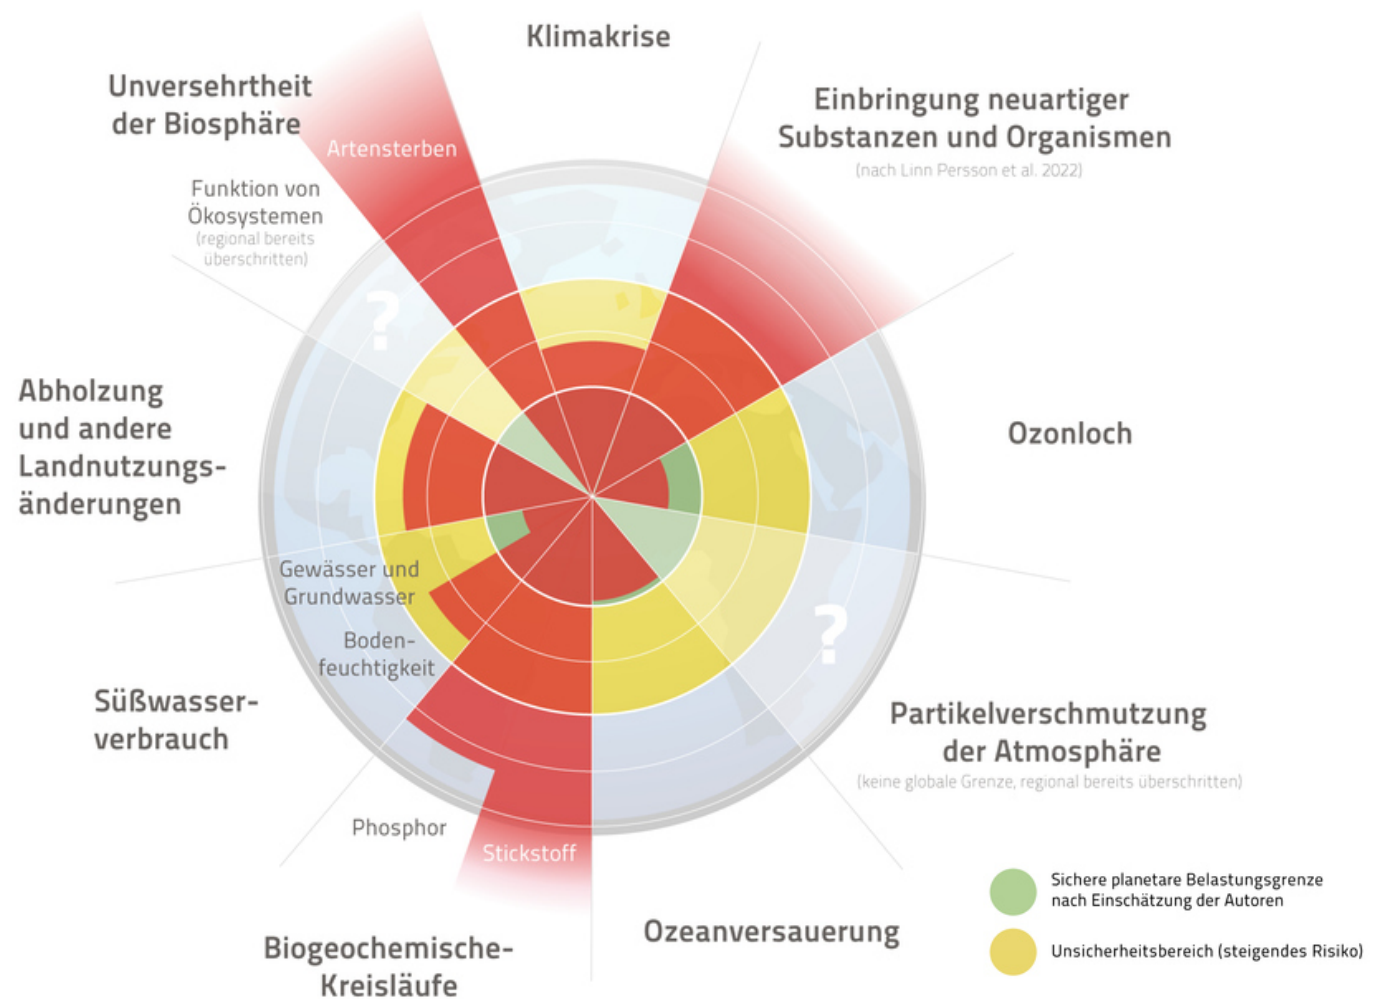 Klimakrise
Unversehrtheit
der Biosphäre
Artensterben
Funktion von
Ökosystemen
(regional bereits
überschritten)
?
Einbringung neuartiger
Substanzen und Organismen
(nach Linn Persson et al. 2022)
Abholzung
und andere
Landnutzungs-
änderungen
Ozonloch
Gewässer und
Grundwasser
Boden-
feuchtigkeit
?
Süßwasser-
verbrauch
Partikelverschmutzung
der Atmosphäre
(keine globale Grenze, regional bereits überschritten)
Phosphor
Stickstoff
Biogeochemische-
Kreisläufe
Ozeanversauerung
Sichere planetare Belastungsgrenze
nach Einschätzung der Autoren
Unsicherheitsbereich (steigendes Risiko)